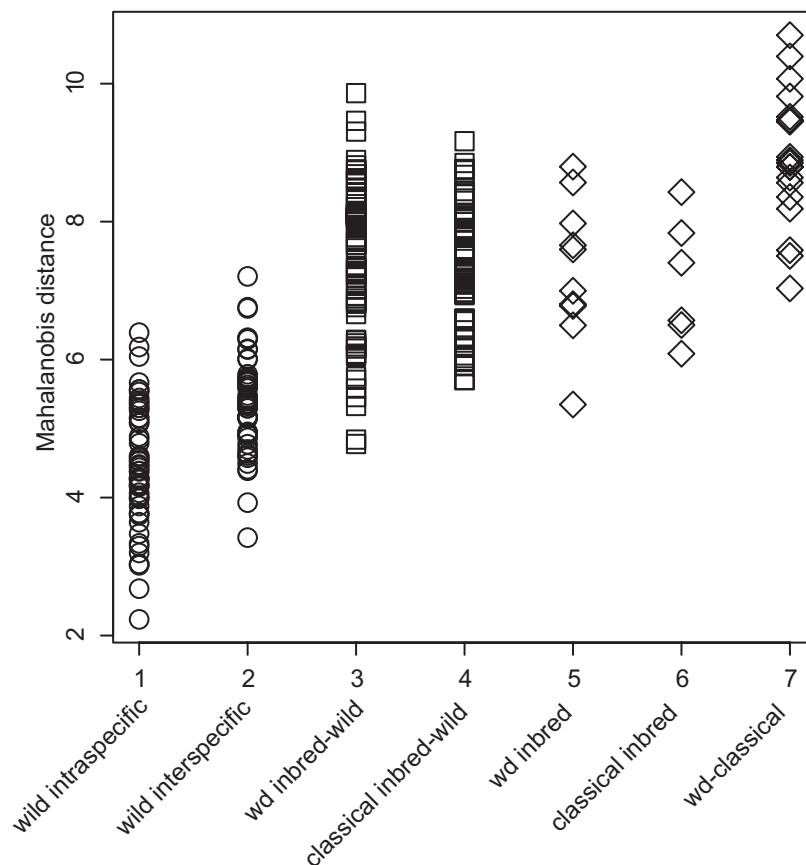 10
8
6
4
2
Mahalanobis distance
1 2 3 4 5 6 7
wild intraspecific
wild interspecific
wd inbred-wild
classical inbred-wild
wd inbred
classical inbred
wd-classical